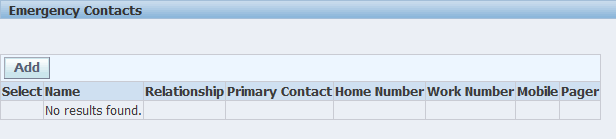 Emergency Contacts
Add
Select Name Relationship Primary Contact Home Number Work Number Mobile Pager
No results found.